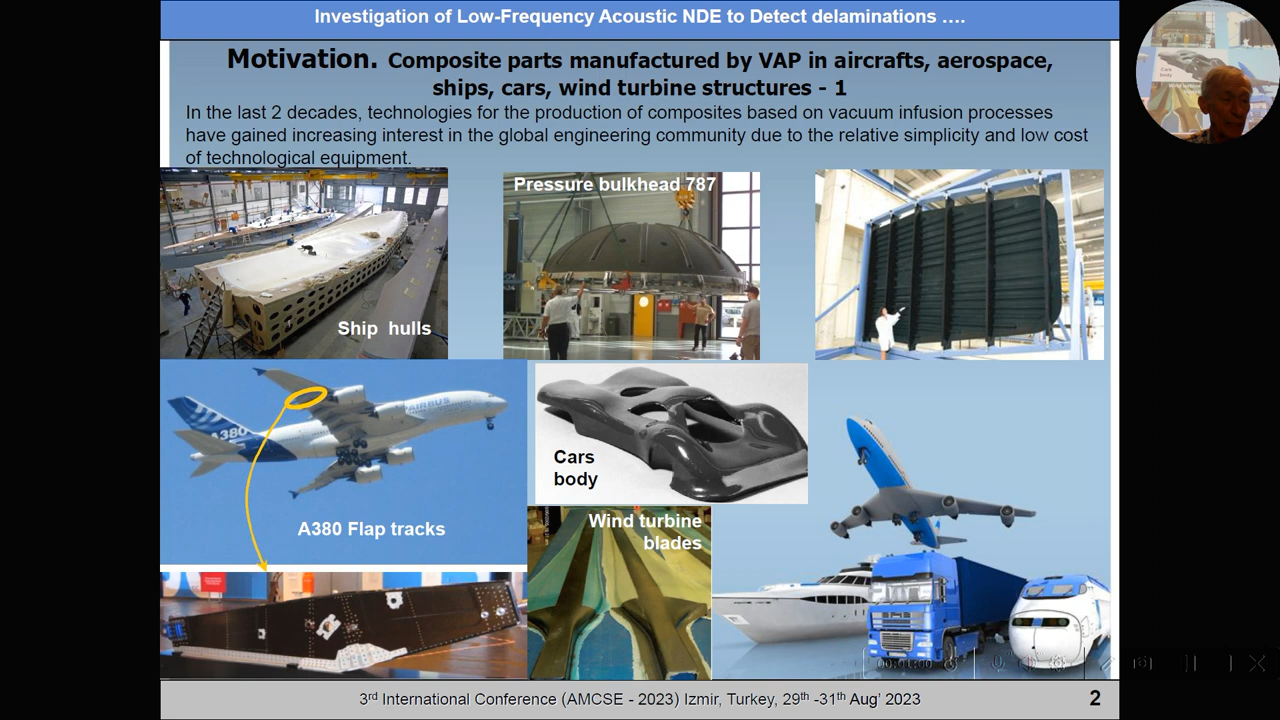 Investigation of Low-Frequency Acoustic NDE to Detect delaminations ….
Motivation. Composite parts manufactured by VAP in aircrafts, aerospace,
ships, cars, wind turbine structures - 1
In the last 2 decades, technologies for the production of composites based on vacuum infusion processes
have gained increasing interest in the global engineering community due to the relative simplicity and low cost
of technological equipment.
Pressure bulkhead 787
Ship hulls
AIRBUS
A380
Cars
body
A380 Flap tracks
Wind turbine
blades
Cars
body
3rd International Conference (AMCSE - 2023) Izmir, Turkey, 29th -31th Aug' 2023
2